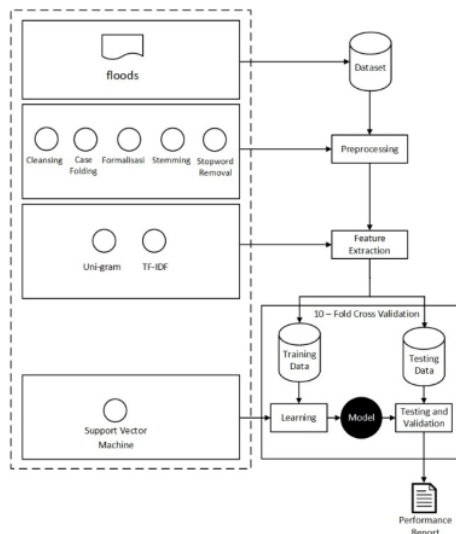 floods
Dataset
Cleansing
Case
Folding
Formalisasi
Stemming
Stopword
Removal
Preprocessing
Uni-gram
TF-IDF
Feature
Extraction
10 – Fold Cross Validation
Training
Data
Testing
Data
Support Vector
Machine
Learning
Model
Testing and
Validation
Performance
Report